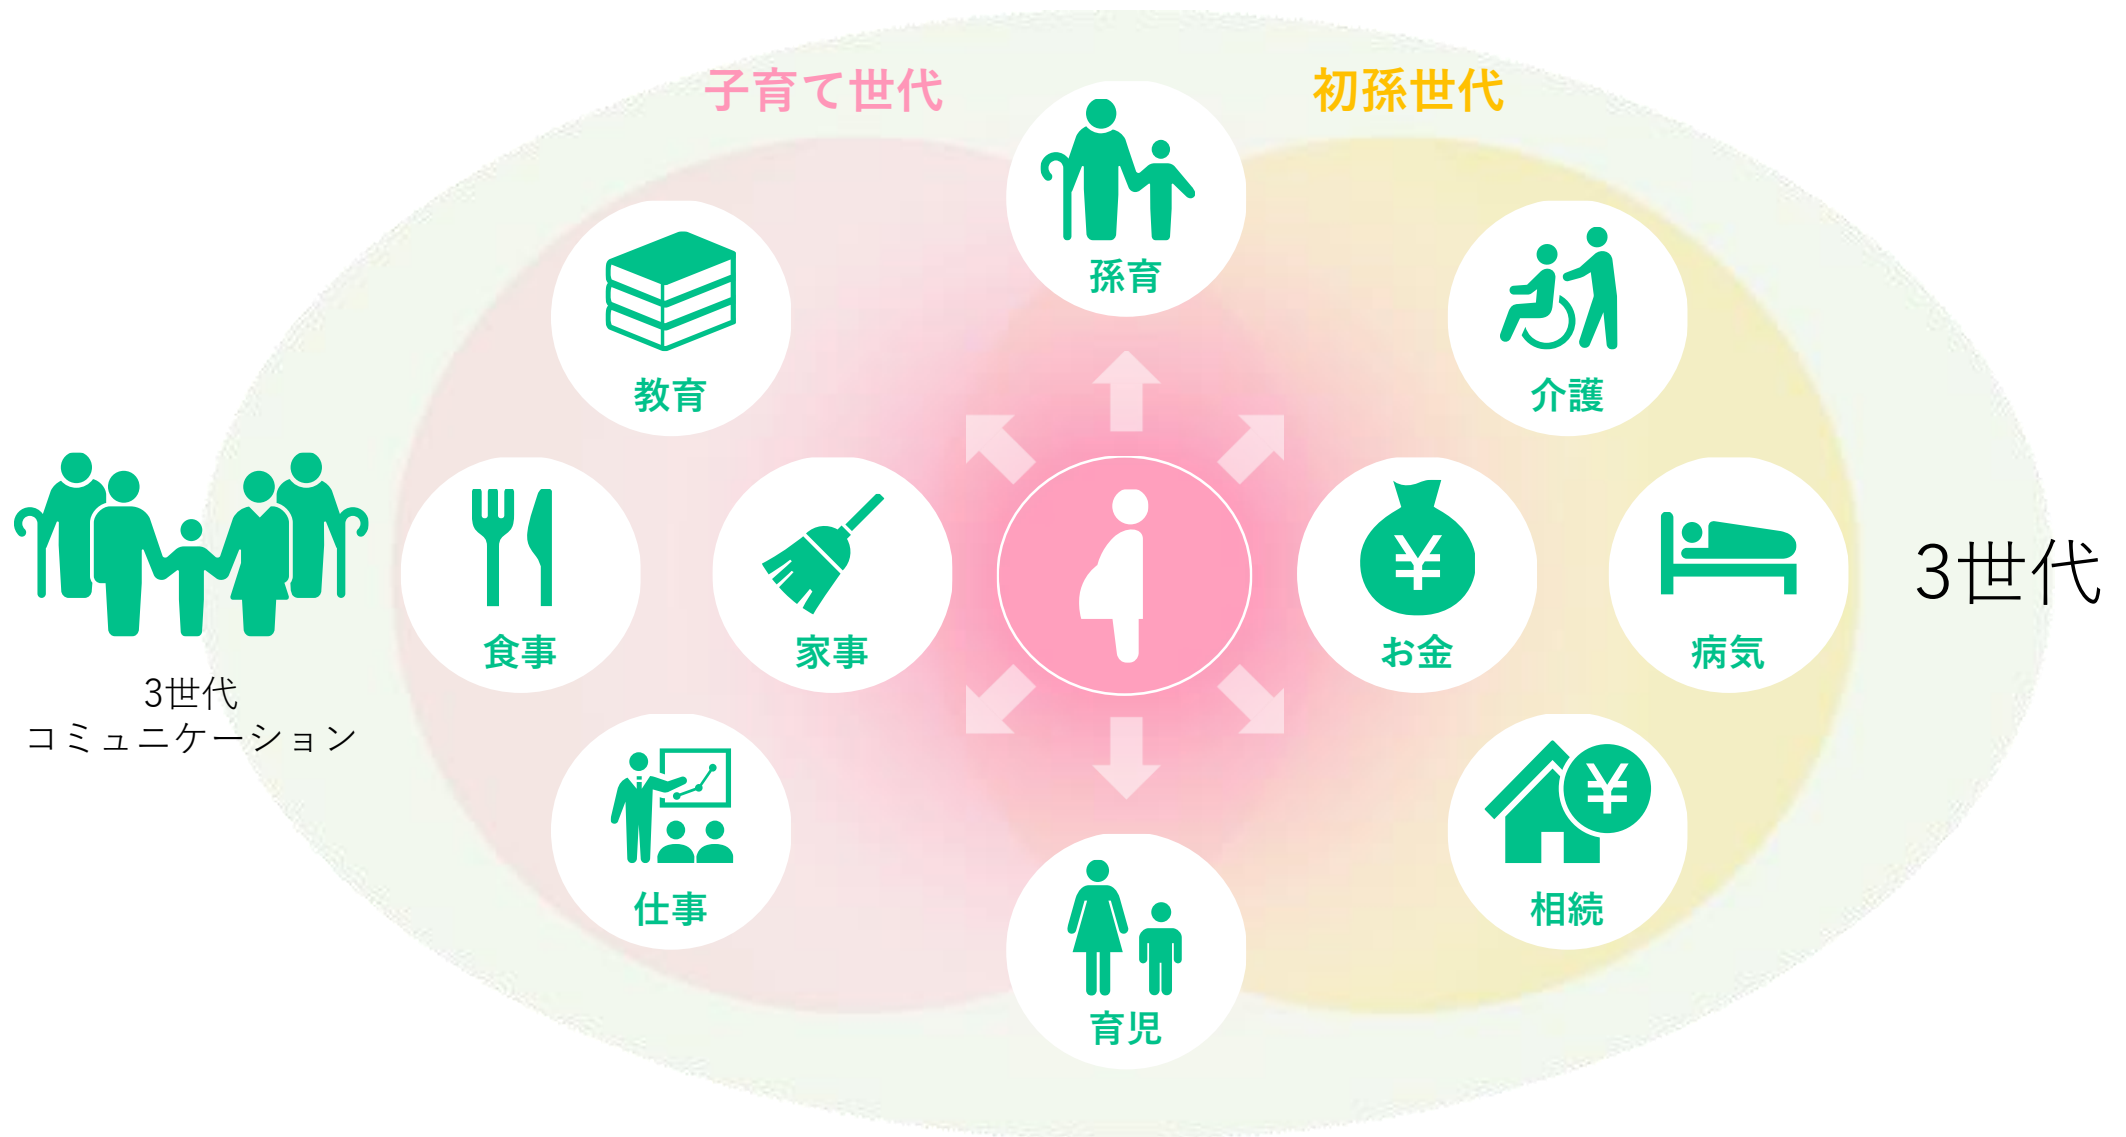 子育て世代
初孫世代
孫育
教育
介護
食事
家事
¥
お金
病気
3世代
3世代
コミュニケーション
仕事
¥
相続
育児